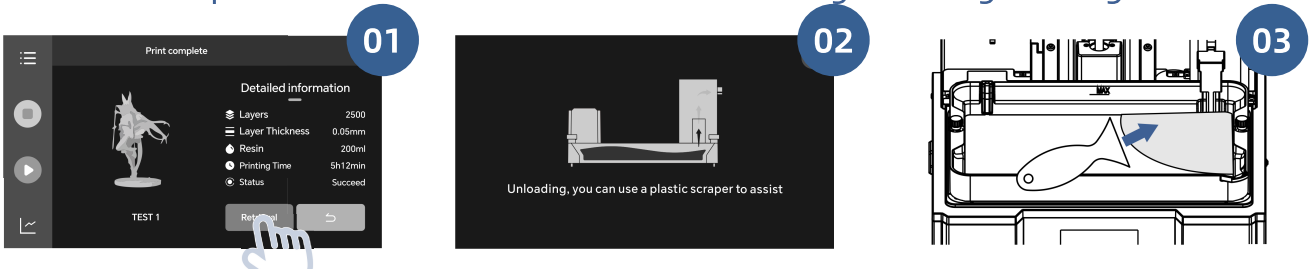 01
Print complete
Detailed information
Layers 2500
Layer Thickness 0.05mm
Resin 200ml
Printing Time 5h12min
Status Succeed
TEST 1
02
Unloading, you can use a plastic scraper to assist
03
MAX